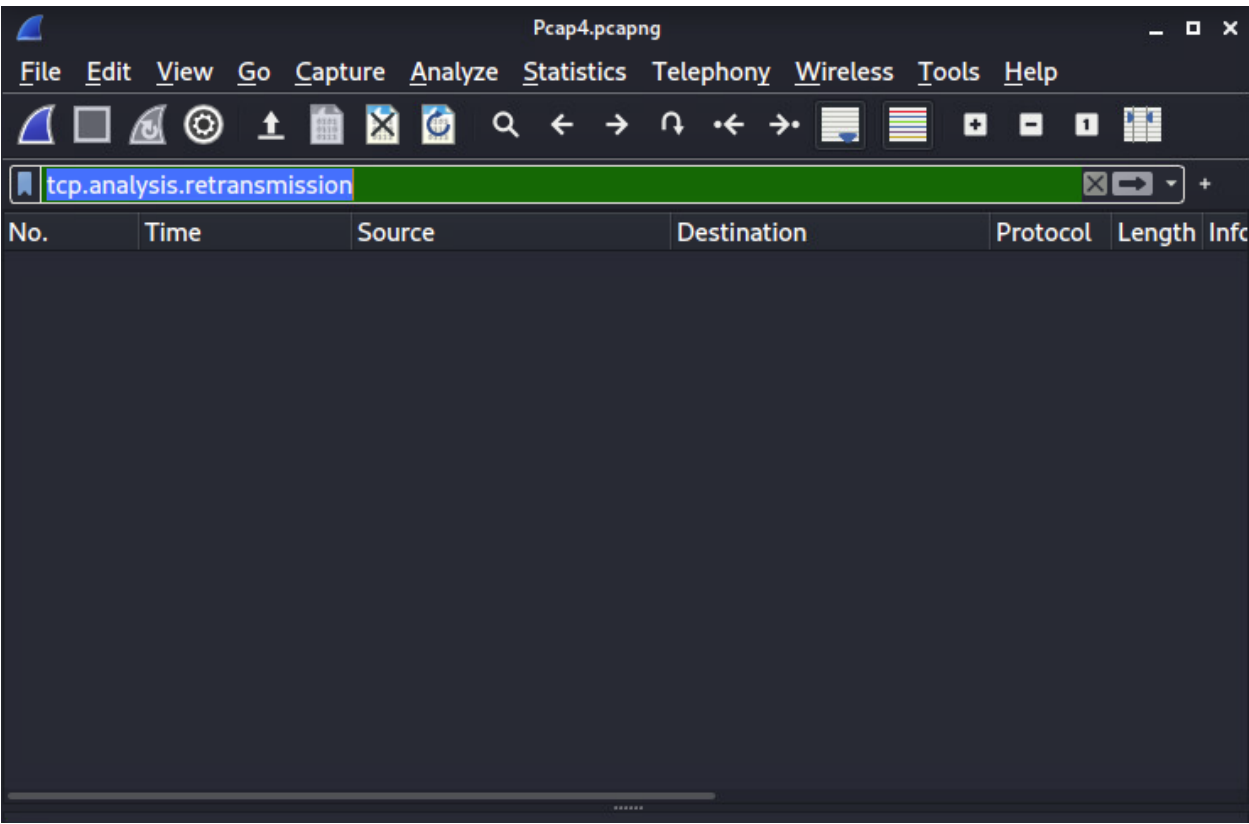 Pcap4.pcapng
File Edit View Go Capture Analyze Statistics Telephony Wireless Tools Help
tcp.analysis.retransmission
No. Time Source Destination Protocol Length Info